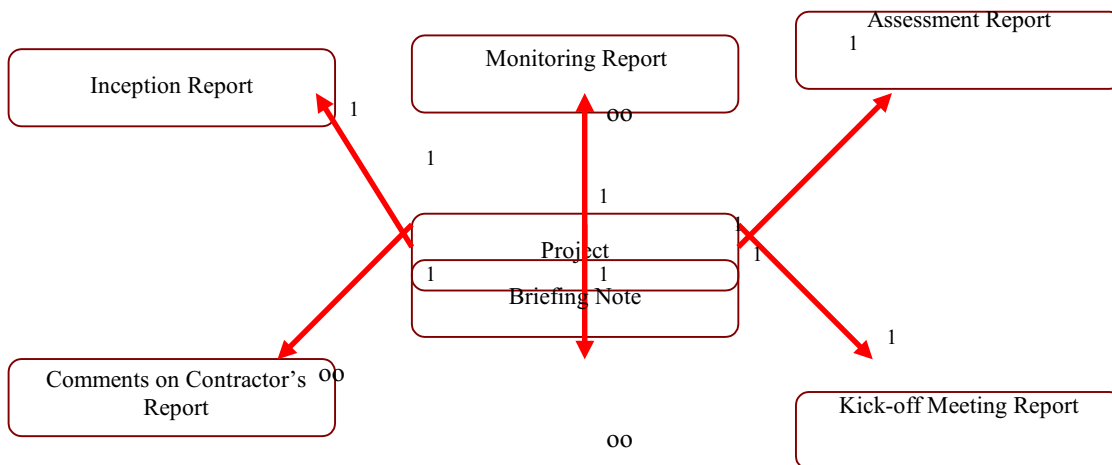 Assessment Report
1
Monitoring Report
Inception Report
1
oo
1
1
1
Project
1
1
1
Briefing Note
1
Comments on Contractor's
oo
Report
Kick-off Meeting Report
oo